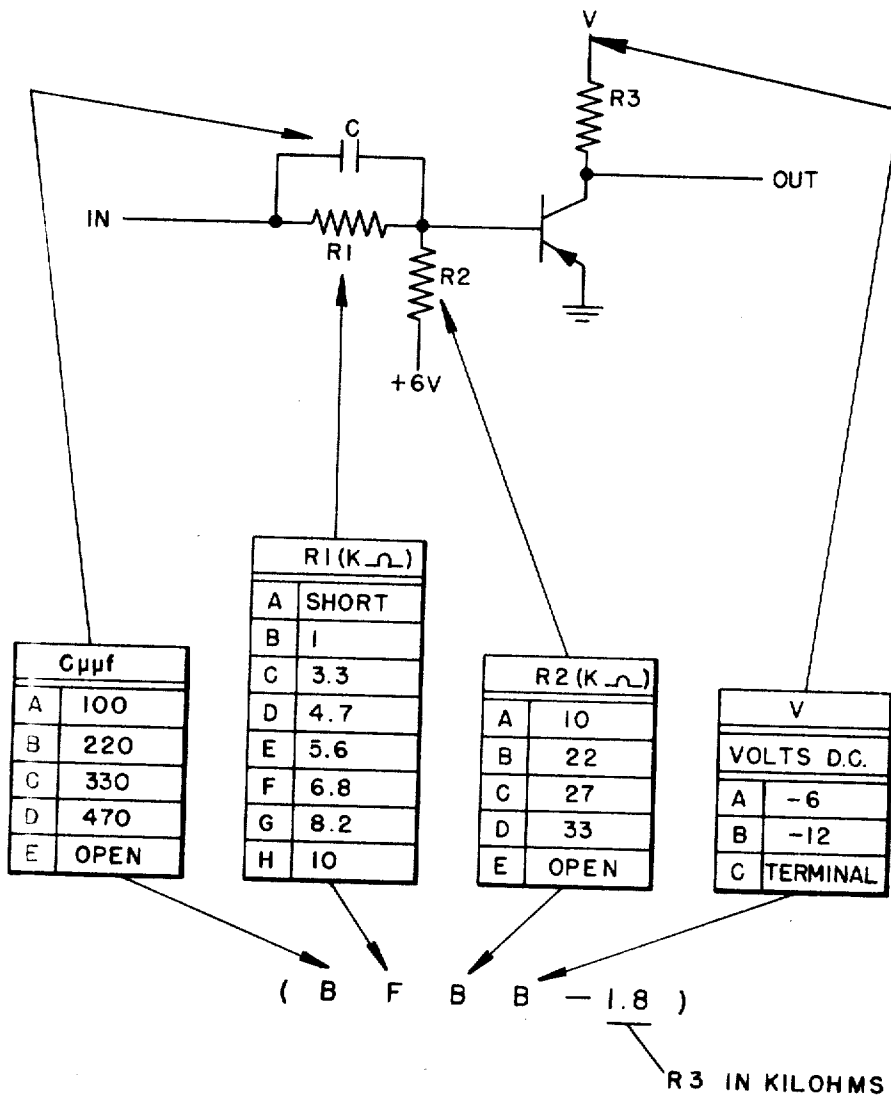 V
R3
C
OUT
IN
R1
R2
+6V
R1 (KΩ)
A SHORT
B 1
C 3.3
D 4.7
E 5.6
F 6.8
G 8.2
H 10
Cµµf
A 100
B 220
C 330
D 470
E OPEN
R2 (KΩ)
A 10
B 22
C 27
D 33
E OPEN
V
VOLTS D.C.
A -6
B -12
C TERMINAL
( B F B B - 1.8 )
R3 IN KILOHMS